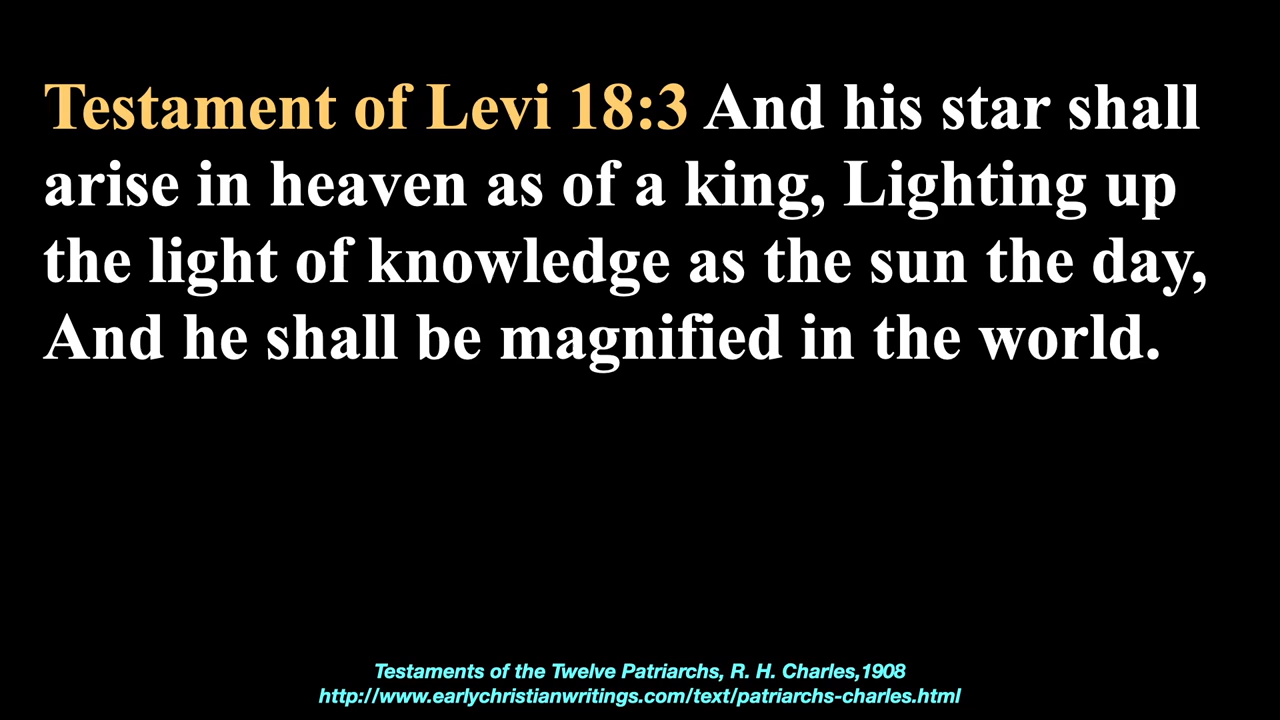 Testament of Levi 18:3 And his star shall
arise in heaven as of a king, Lighting up
the light of knowledge as the sun the day,
And he shall be magnified in the world.
Testaments of the Twelve Patriarchs, R. H. Charles,1908
http://www.earlychristianwritings.com/text/patriarchs-charles.html